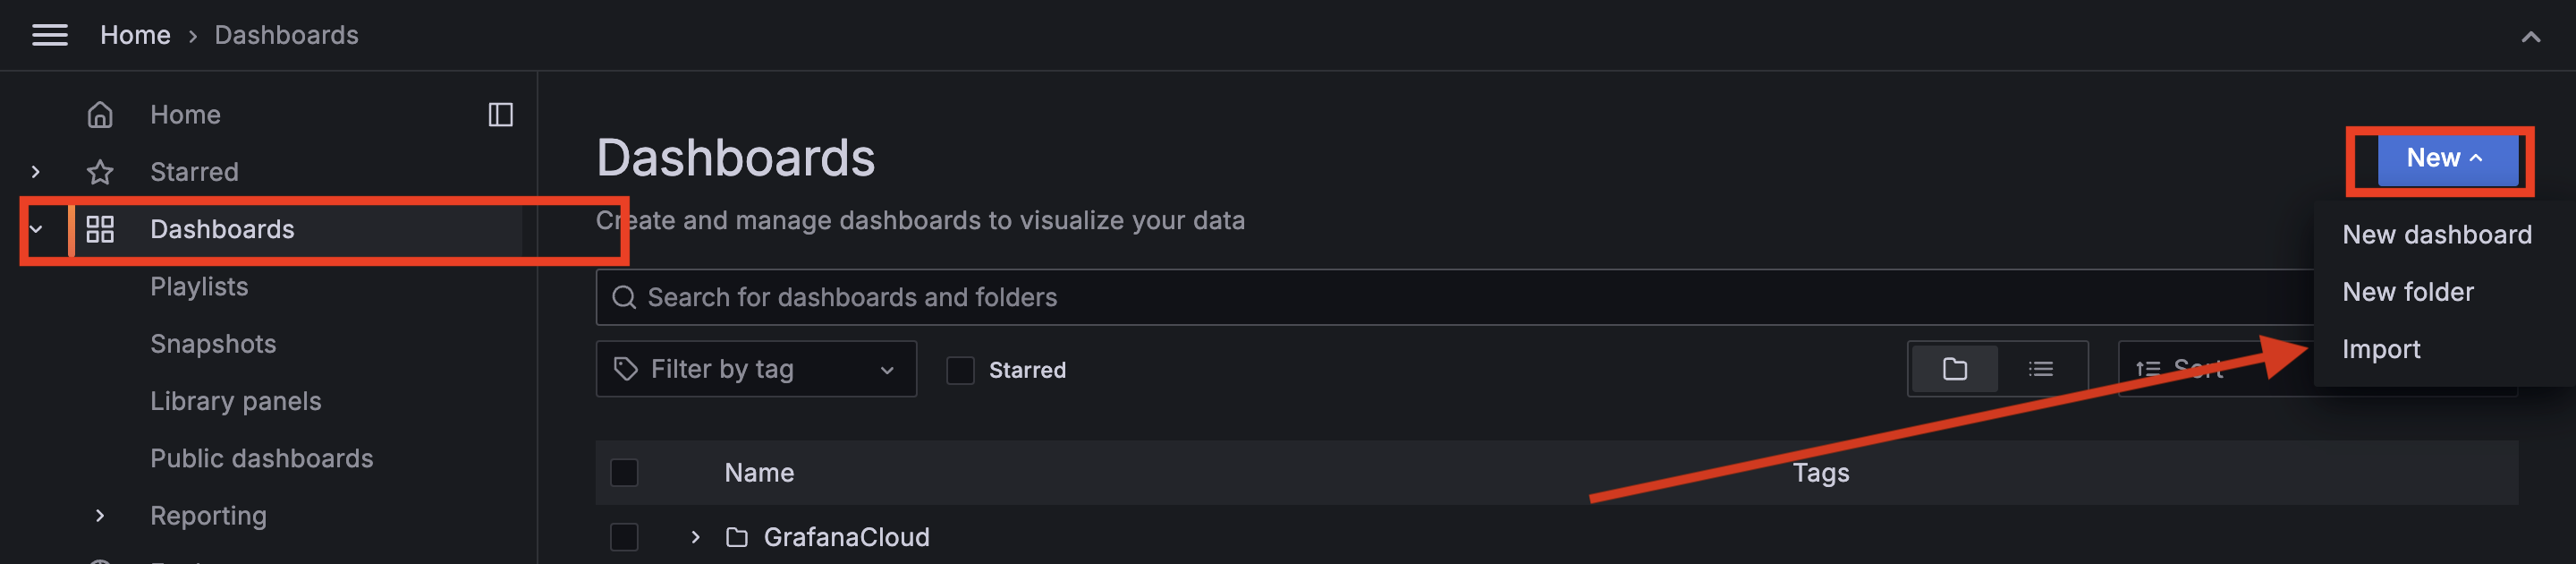 Home › Dashboards
Home
Starred
Dashboards
Playlists
Snapshots
Library panels
Public dashboards
Reporting
Dashboards
Create and manage dashboards to visualize your data
New
New dashboard
New folder
Import
Search for dashboards and folders
Filter by tag
Starred
Sort
Name
Tags
GrafanaCloud